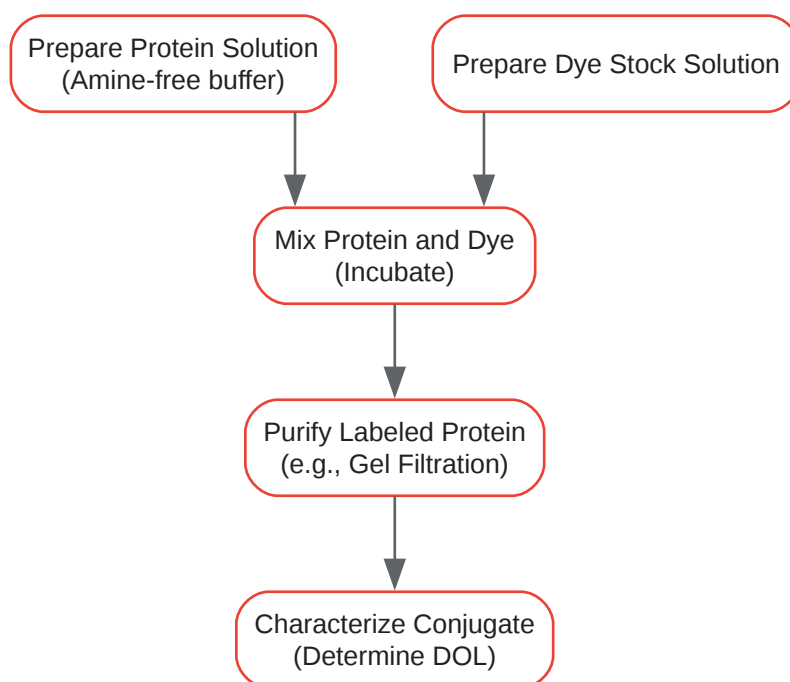 Prepare Protein Solution
(Amine-free buffer)
Prepare Dye Stock Solution
Mix Protein and Dye
(Incubate)
Purify Labeled Protein
(e.g., Gel Filtration)
Characterize Conjugate
(Determine DOL)